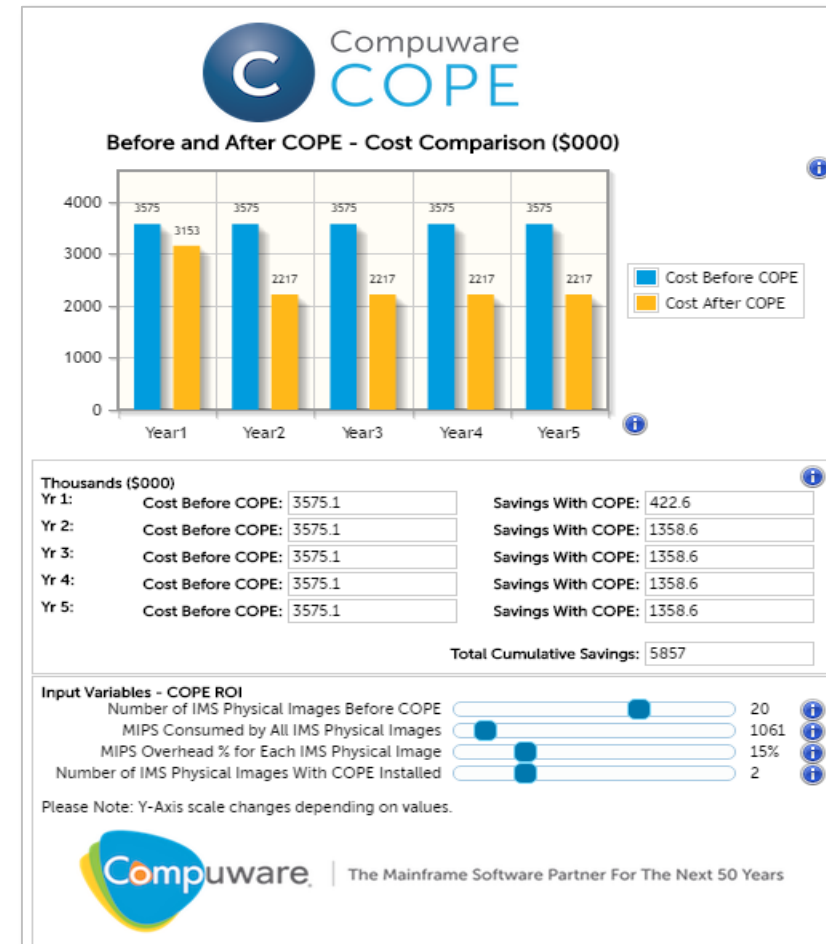 C
Compuware
COPE
Before and After COPE - Cost Comparison ($000)
i
4000
3000
2000
1000
0
3575
3153
3575
2217
3575
2217
3575
2217
3575
2217
Year1 Year2 Year3 Year4 Year5
Cost Before COPE
Cost After COPE
i
i
Thousands ($000)
Yr 1: Cost Before COPE: 3575.1 Savings With COPE: 422.6
Yr 2: Cost Before COPE: 3575.1 Savings With COPE: 1358.6
Yr 3: Cost Before COPE: 3575.1 Savings With COPE: 1358.6
Yr 4: Cost Before COPE: 3575.1 Savings With COPE: 1358.6
Yr 5: Cost Before COPE: 3575.1 Savings With COPE: 1358.6
Total Cumulative Savings: 5857
Input Variables - COPE ROI
Number of IMS Physical Images Before COPE 20 i
MIPS Consumed by All IMS Physical Images 1061 i
MIPS Overhead % for Each IMS Physical Image 15% i
Number of IMS Physical Images With COPE Installed 2 i
Please Note: Y-Axis scale changes depending on values.
Compuware
The Mainframe Software Partner For The Next 50 Years